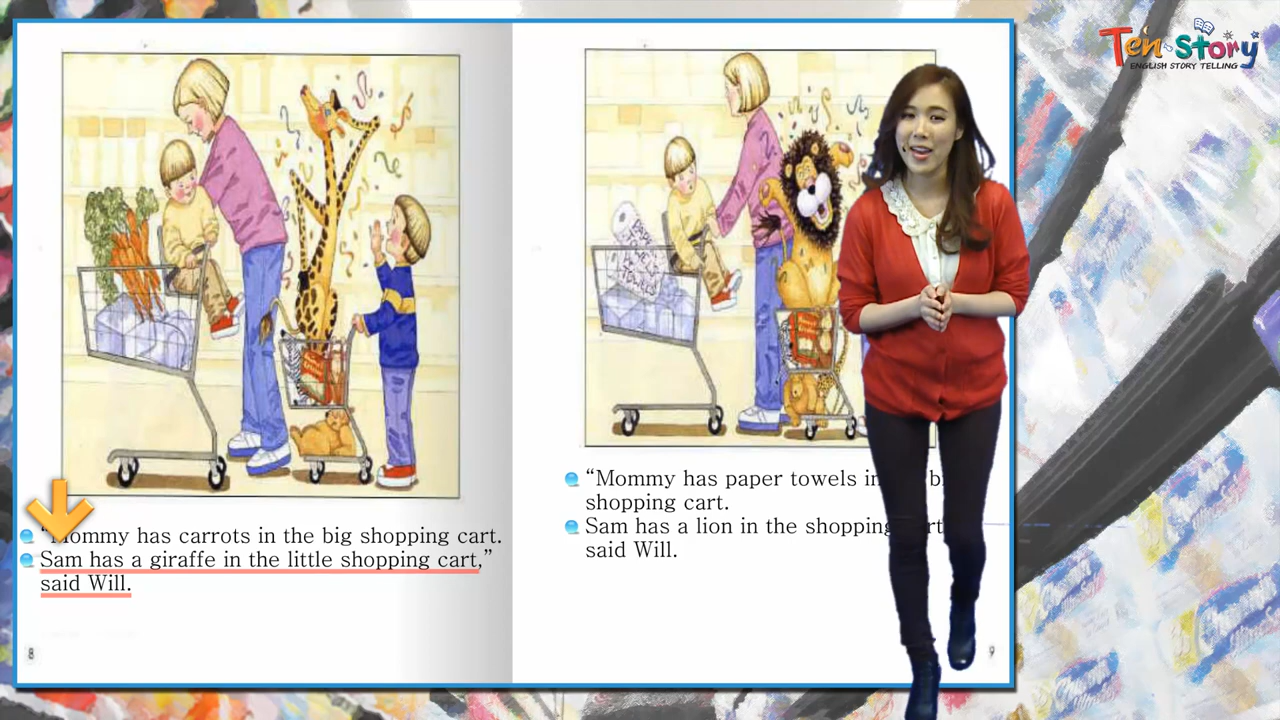 Ten Story
ENGLISH STORY TELLING
"Mommy has carrots in the big shopping cart.
Sam has a giraffe in the little shopping cart,"
said Will.
8
"Mommy has paper towels in
shopping cart.
Sam has a lion in the shopping
said Will.
9